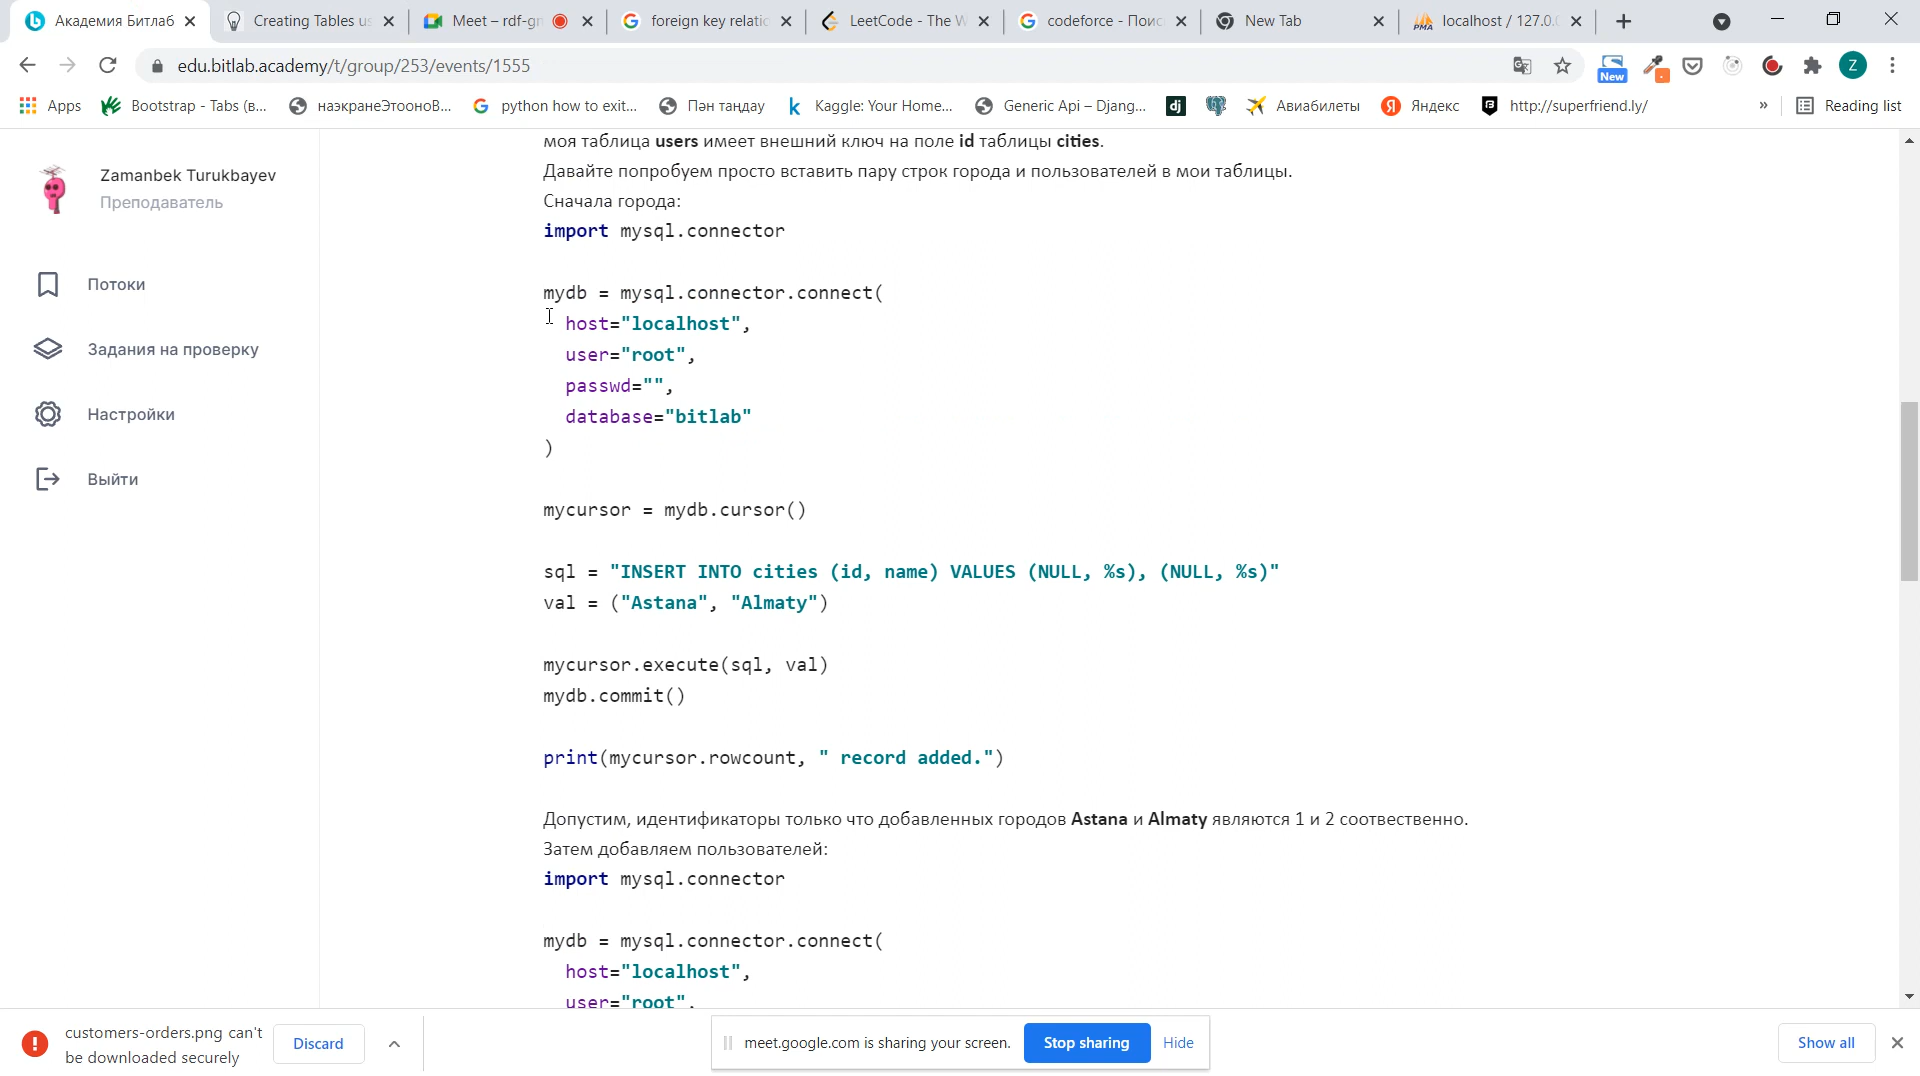 Академия Битлаб
Creating Tables us
Meet – rdf-gn
foreign key relatic
LeetCode - The W
codeforce - Поис
New Tab
localhost / 127.0.
edu.bitlab.academy/t/group/253/events/1555
New
Z
Apps
Bootstrap - Tabs (в...
наэкранеЭтооноВ...
python how to exit...
Пән таңдау
Kaggle: Your Home...
Generic Api – Djang...
dj
Авиабилеты
Яндекс
http://superfriend.ly/
»
Reading list
Zamanbek Turukbayev
Преподаватель
Потоки
Задания на проверку
Настройки
Выйти
моя таблица users имеет внешний ключ на поле id таблицы cities.
Давайте попробуем просто вставить пару строк города и пользователей в мои таблицы.
Сначала города:
import mysql.connector
mydb = mysql.connector.connect(
host="localhost",
user="root",
passwd="",
database="bitlab"
)
mycursor = mydb.cursor()
sql = "INSERT INTO cities (id, name) VALUES (NULL, %s), (NULL, %s)"
val = ("Astana", "Almaty")
mycursor.execute(sql, val)
mydb.commit()
print(mycursor.rowcount, " record added.")
Допустим, идентификаторы только что добавленных городов Astana и Almaty являются 1 и 2 соотвественно.
Затем добавляем пользователей:
import mysql.connector
mydb = mysql.connector.connect(
host="localhost",
user="root",
customers-orders.png can't
be downloaded securely
Discard
meet.google.com is sharing your screen.
Stop sharing
Hide
Show all